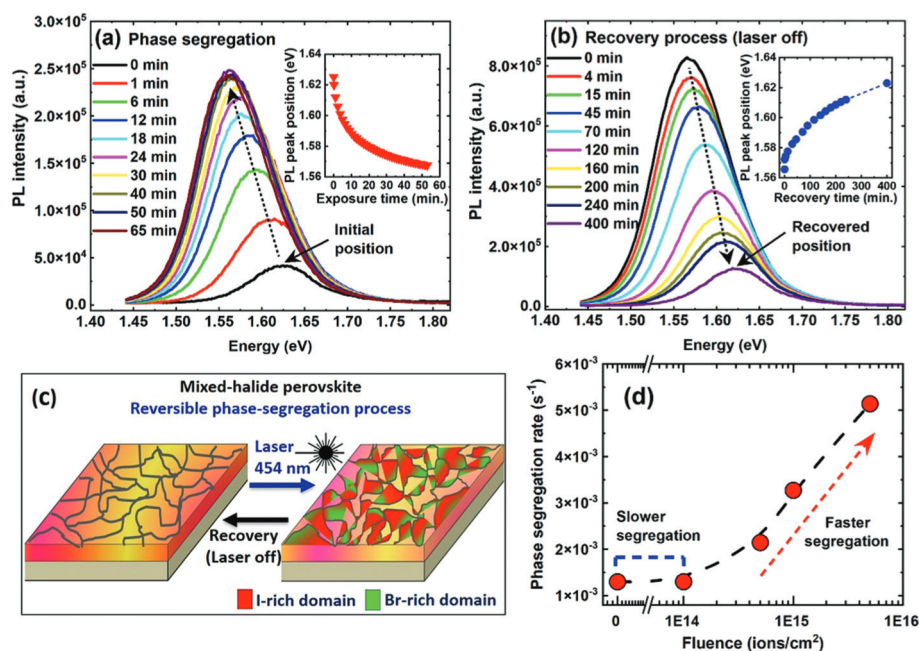 (a) Phase segregation
0 min
1 min
6 min
12 min
18 min
24 min
30 min
40 min
50 min
65 min
Initial
position
PL intensity (a.u.)
3.0×10⁵
2.5×10⁵
2.0×10⁵
1.5×10⁵
1.0×10⁵
5.0×10⁴
0.0
1.40 1.45 1.50 1.55 1.60 1.65 1.70 1.75 1.80
Energy (eV)
PL peak position (eV)
1.64
1.62
1.60
1.58
1.56
0 10 20 30 40 50 60
Exposure time (min.)
(b) Recovery process (laser off)
0 min
4 min
15 min
45 min
70 min
120 min
160 min
200 min
240 min
400 min
Recovered
position
PL intensity (a.u.)
8.0×10⁵
6.0×10⁵
4.0×10⁵
2.0×10⁵
0.0
1.40 1.45 1.50 1.55 1.60 1.65 1.70 1.75 1.80
Energy (eV)
PL peak position (eV)
1.64
1.62
1.60
1.58
1.56
0 100 200 300 400
Recovery time (min.)
(c)
Mixed-halide perovskite
Reversible phase-segregation process
Laser
454 nm
Recovery
(Laser off)
I-rich domain Br-rich domain
(d)
Phase segregation rate (s⁻¹)
6×10⁻³
5×10⁻³
4×10⁻³
3×10⁻³
2×10⁻³
1×10⁻³
Slower
segregation
Faster
segregation
0 1E14 1E15 1E16
Fluence (ions/cm²)